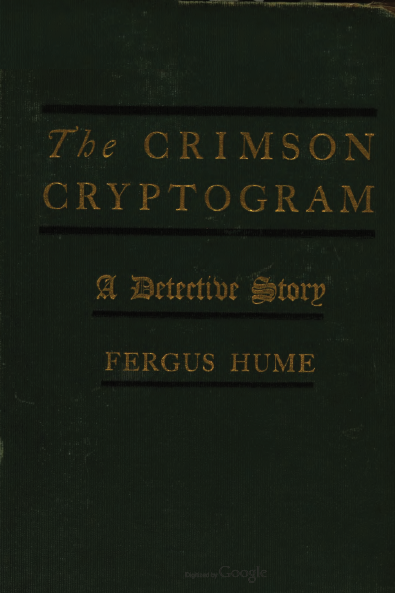 The CRIMSON
CRYPTOGRAM
A Detective Story
FERGUS HUME
Digitized by Google